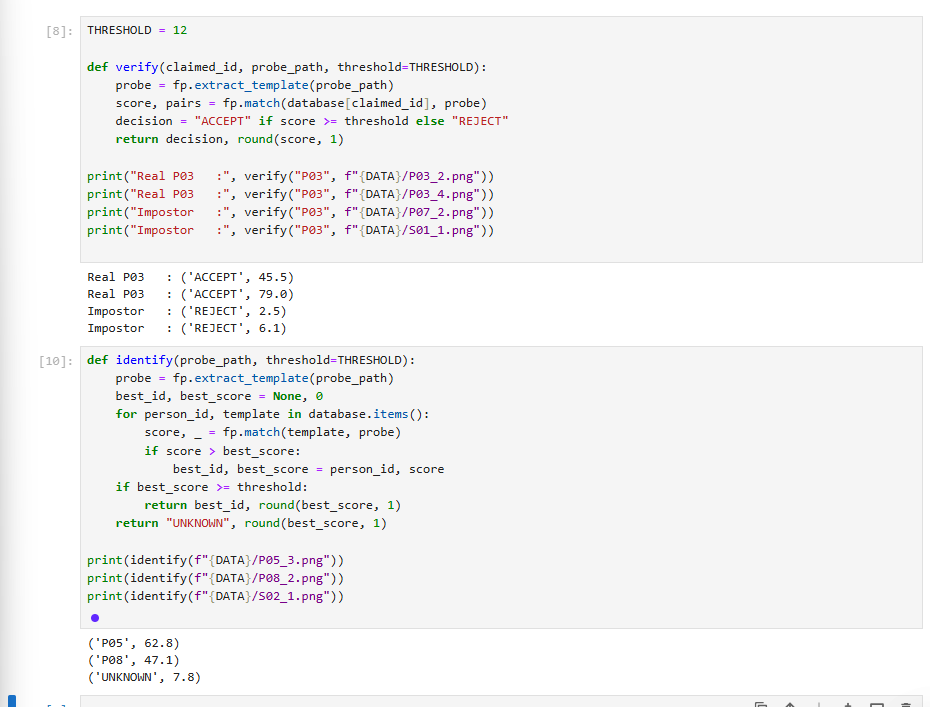 [8]:
THRESHOLD = 12
def verify(claimed_id, probe_path, threshold=THRESHOLD):
    probe = fp.extract_template(probe_path)
    score, pairs = fp.match(database[claimed_id], probe)
    decision = "ACCEPT" if score >= threshold else "REJECT"
    return decision, round(score, 1)
print("Real P03   :", verify("P03", f"{DATA}/P03_2.png"))
print("Real P03   :", verify("P03", f"{DATA}/P03_4.png"))
print("Impostor   :", verify("P03", f"{DATA}/P07_2.png"))
print("Impostor   :", verify("P03", f"{DATA}/S01_1.png"))
Real P03   : ('ACCEPT', 45.5)
Real P03   : ('ACCEPT', 79.0)
Impostor   : ('REJECT', 2.5)
Impostor   : ('REJECT', 6.1)
[10]:
def identify(probe_path, threshold=THRESHOLD):
    probe = fp.extract_template(probe_path)
    best_id, best_score = None, 0
    for person_id, template in database.items():
        score, _ = fp.match(template, probe)
        if score > best_score:
            best_id, best_score = person_id, score
    if best_score >= threshold:
        return best_id, round(best_score, 1)
    return "UNKNOWN", round(best_score, 1)
print(identify(f"{DATA}/P05_3.png"))
print(identify(f"{DATA}/P08_2.png"))
print(identify(f"{DATA}/S02_1.png"))
('P05', 62.8)
('P08', 47.1)
('UNKNOWN', 7.8)